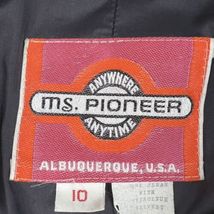 ANYWHERE
ms. PIONEER
ANYTIME
ALBUQUERQUE, U.S.A.
10